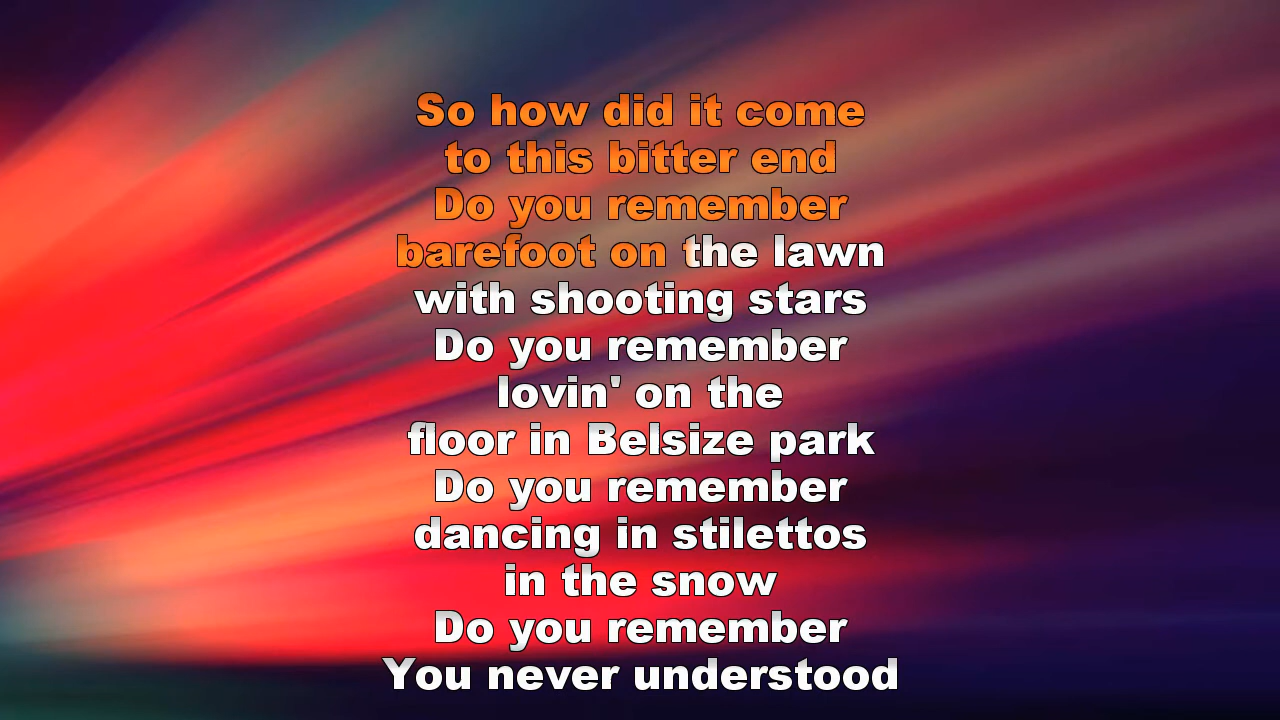 So how did it come
to this bitter end
Do you remember
barefoot on the lawn
with shooting stars
Do you remember
lovin' on the
floor in Belsize park
Do you remember
dancing in stilettos
in the snow
Do you remember
You never understood